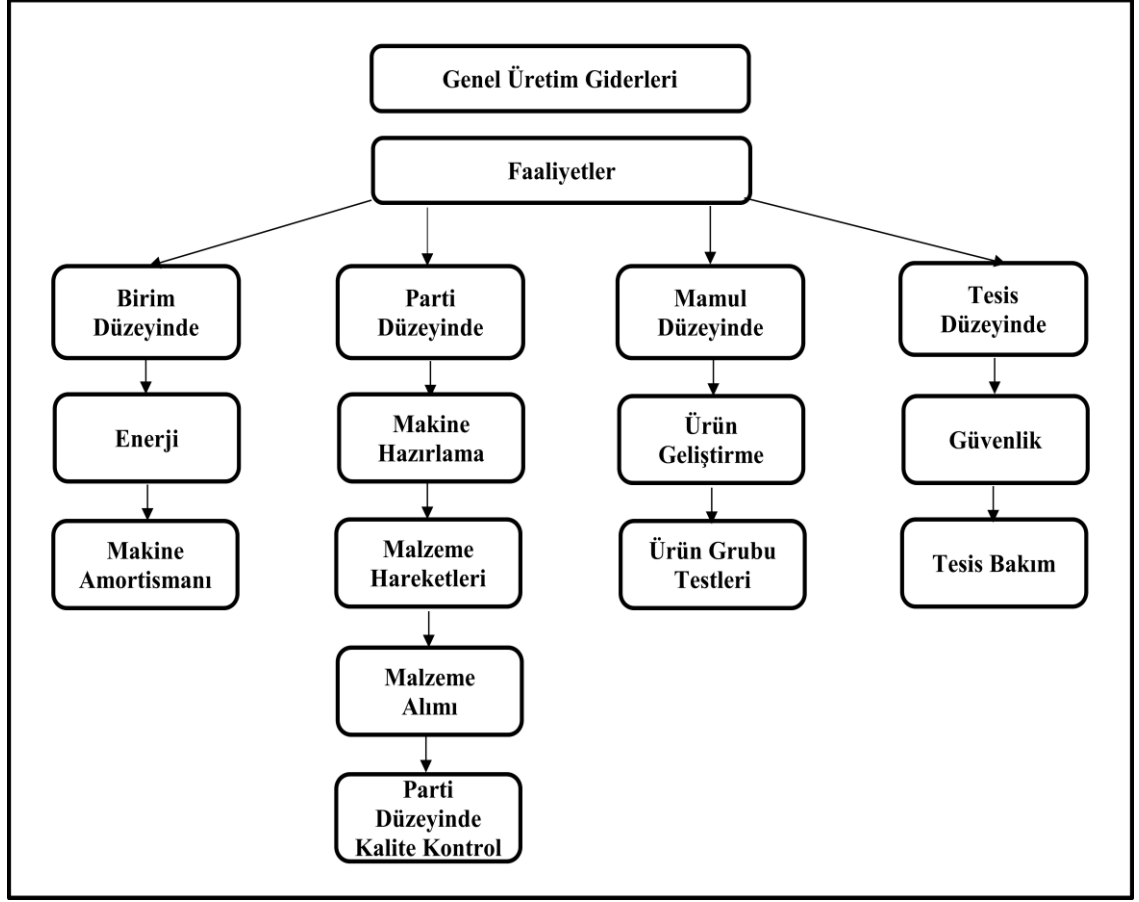 Genel Üretim Giderleri
Faaliyetler
Birim
Düzeyinde
Enerji
Makine
Amortismanı
Parti
Düzeyinde
Makine
Hazırlama
Malzeme
Hareketleri
Malzeme
Alımı
Parti
Düzeyinde
Kalite Kontrol
Mamul
Düzeyinde
Ürün
Geliştirme
Ürün Grubu
Testleri
Tesis
Düzeyinde
Güvenlik
Tesis Bakım